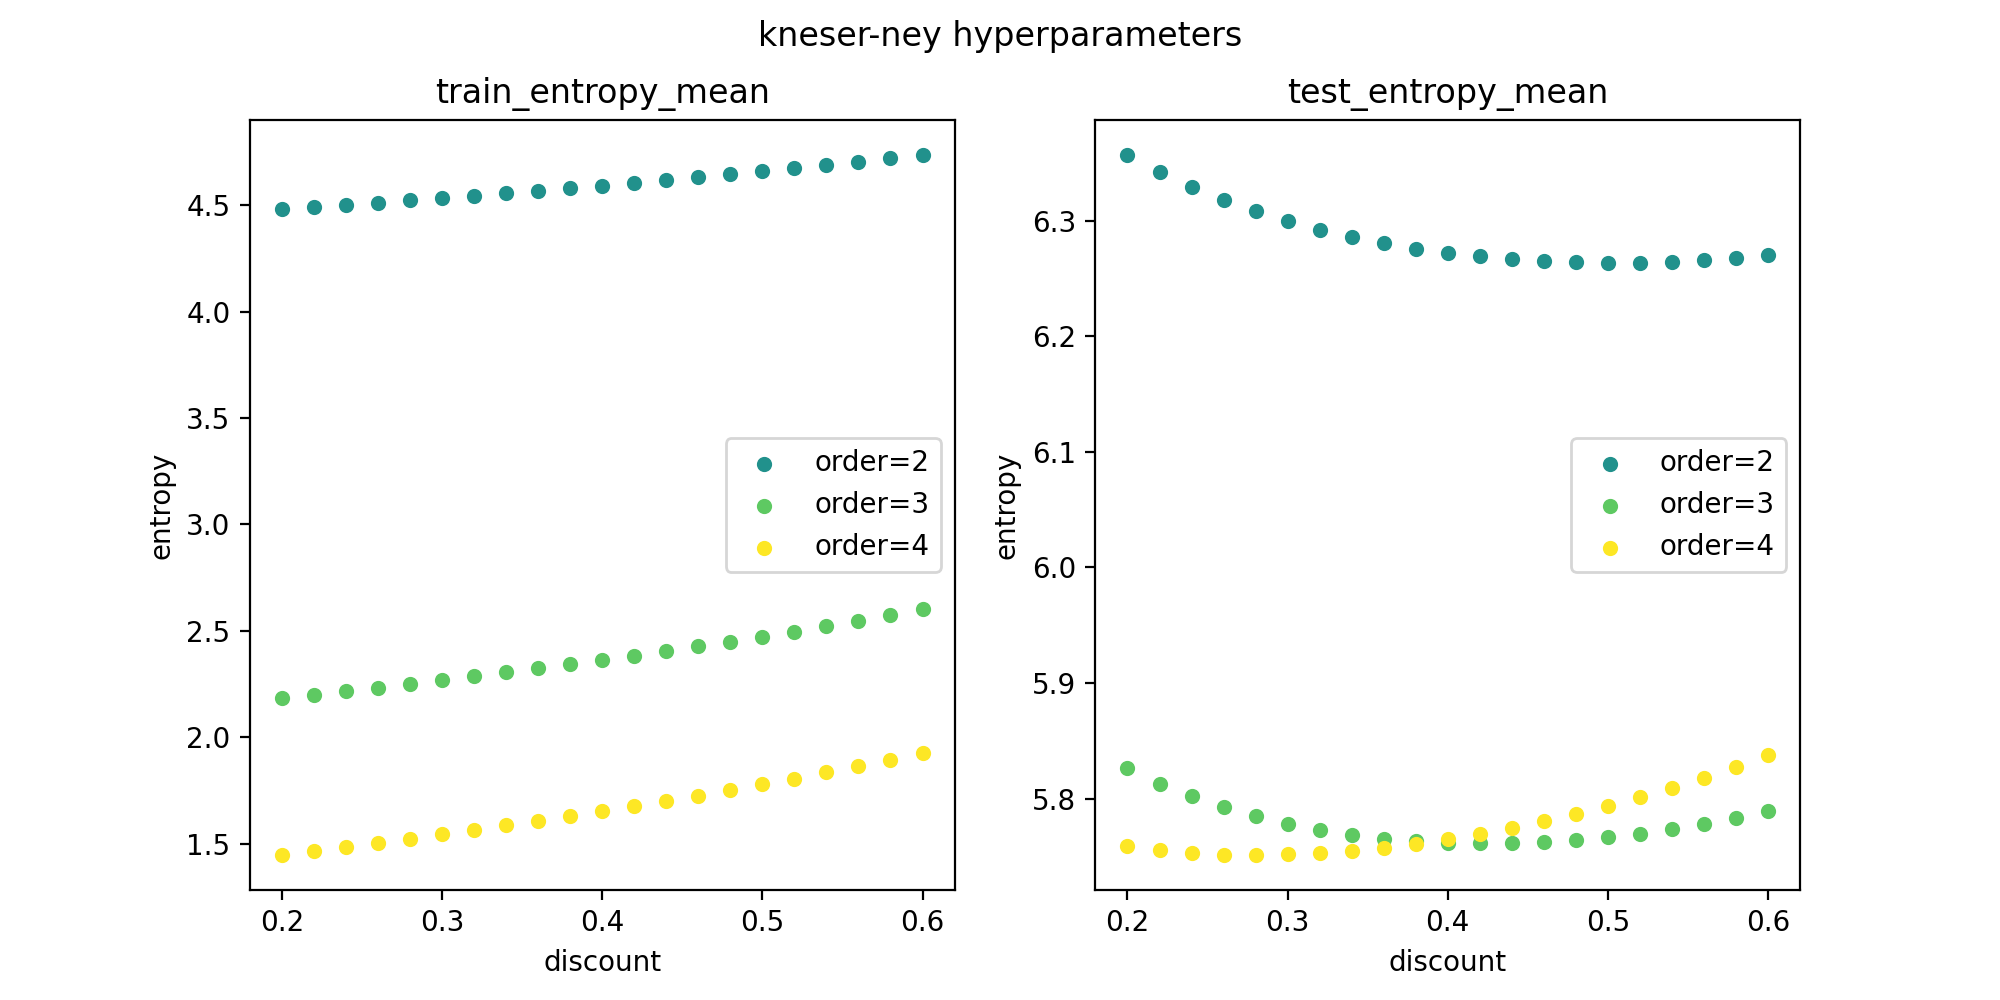 kneser-ney hyperparameters
train_entropy_mean
entropy
4.5
4.0
3.5
3.0
2.5
2.0
1.5
order=2
order=3
order=4
0.2 0.3 0.4 0.5 0.6
discount
test_entropy_mean
entropy
6.3
6.2
6.1
6.0
5.9
5.8
order=2
order=3
order=4
0.2 0.3 0.4 0.5 0.6
discount